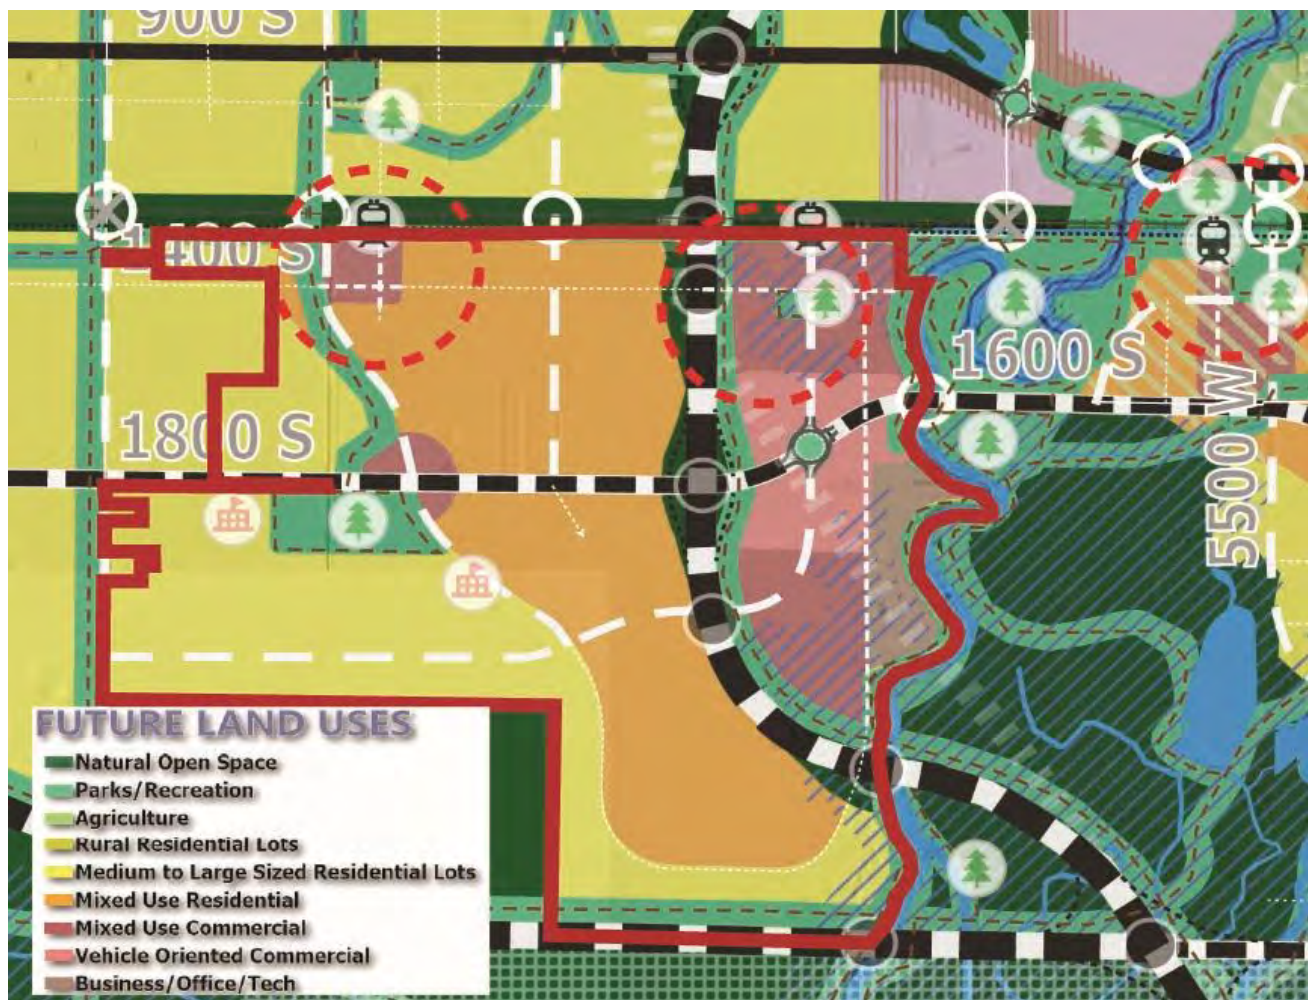 900 S
1400 S
1600 S
1800 S
5500 W
FUTURE LAND USES
Natural Open Space
Parks/Recreation
Agriculture
Rural Residential Lots
Medium to Large Sized Residential Lots
Mixed Use Residential
Mixed Use Commercial
Vehicle Oriented Commercial
Business/Office/Tech